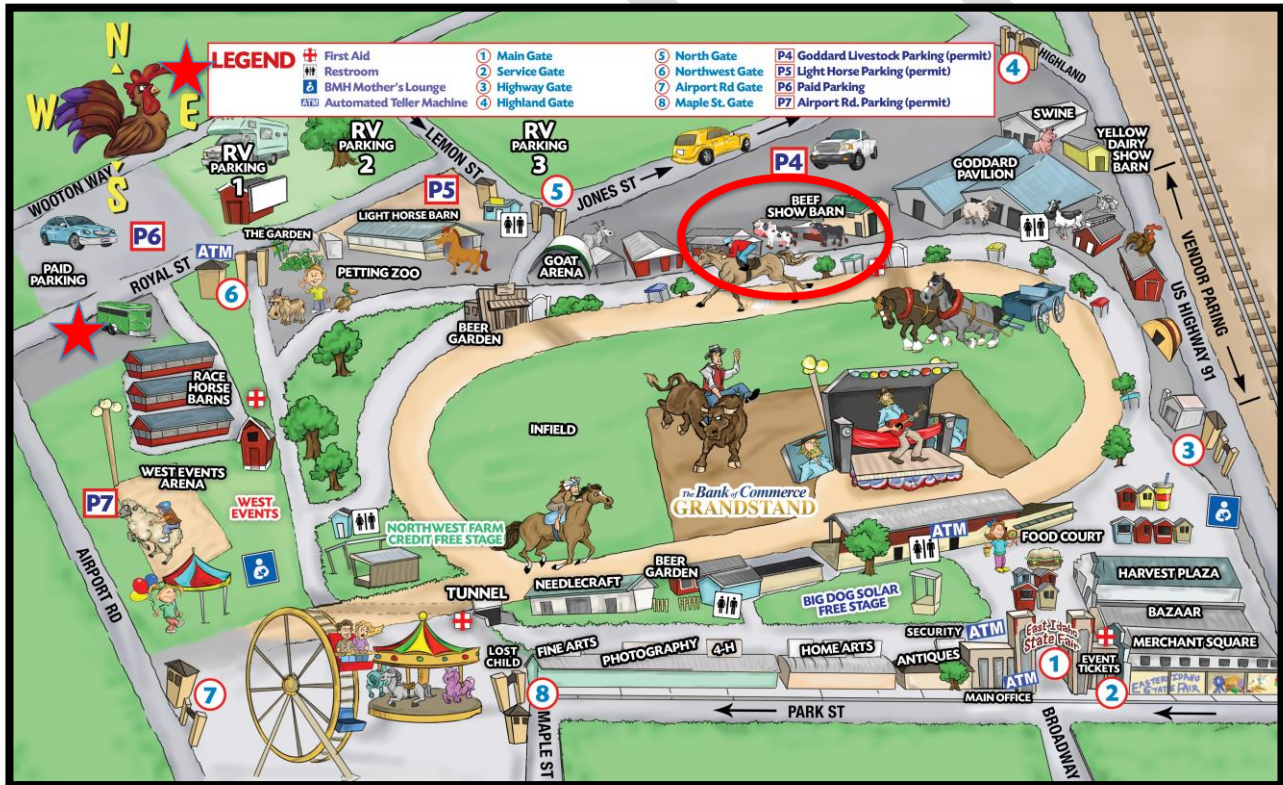 N
W
E
S
LEGEND
First Aid
Restroom
BMH Mother's Lounge
ATM Automated Teller Machine
1 Main Gate
2 Service Gate
3 Highway Gate
4 Highland Gate
5 North Gate
6 Northwest Gate
7 Airport Rd Gate
8 Maple St. Gate
P4 Goddard Livestock Parking (permit)
P5 Light Horse Parking (permit)
P6 Paid Parking
P7 Airport Rd. Parking (permit)
4
HIGHLAND
WOOTON WAY
RV
PARKING
1
RV
PARKING
2
LEMON ST
RV
PARKING
3
P4
SWINE
YELLOW
DAIRY
SHOW
BARN
GODDARD
PAVILION
P5
5
JONES ST
BEEF
SHOW BARN
LIGHT HORSE BARN
P6
PAID
PARKING
ATM
THE GARDEN
ROYAL ST
6
PETTING ZOO
GOAT
ARENA
VENDOR PARING
US HIGHWAY 91
BEER
GARDEN
RACE
HORSE
BARNS
INFIELD
3
WEST EVENTS
ARENA
P7
WEST
EVENTS
The Bank of Commerce
GRANDSTAND
NORTHWEST FARM
CREDIT FREE STAGE
ATM
FOOD COURT
AIRPORT RD
TUNNEL
NEEDLECRAFT
BEER
GARDEN
BIG DOG SOLAR
FREE STAGE
HARVEST PLAZA
BAZAAR
LOST
CHILD
FINE ARTS
PHOTOGRAPHY
4-H
HOME ARTS
ANTIQUES
SECURITY
ATM
East Idaho
State Fair
MERCHANT SQUARE
EVENT
TICKETS
1
2
ATM
MAIN OFFICE
EASTERN IDAHO
STATE FAIR
7
8
MAPLE ST
PARK ST
BROADWAY